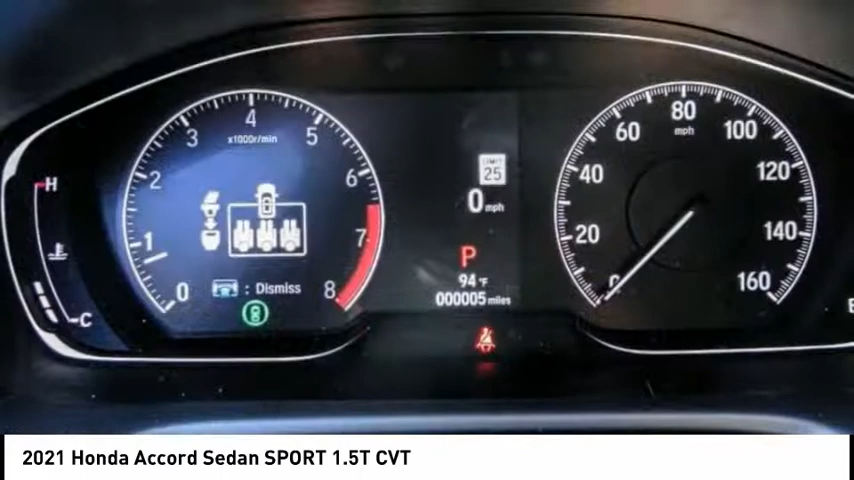 4
3
x1000r/min
5
2
6
1
7
0
8
: Dismiss
H
C
LIMIT
25
0 mph
P
94 °F
000005 miles
80
mph
60
100
40
120
20
140
0
160
E
2021 Honda Accord Sedan SPORT 1.5T CVT